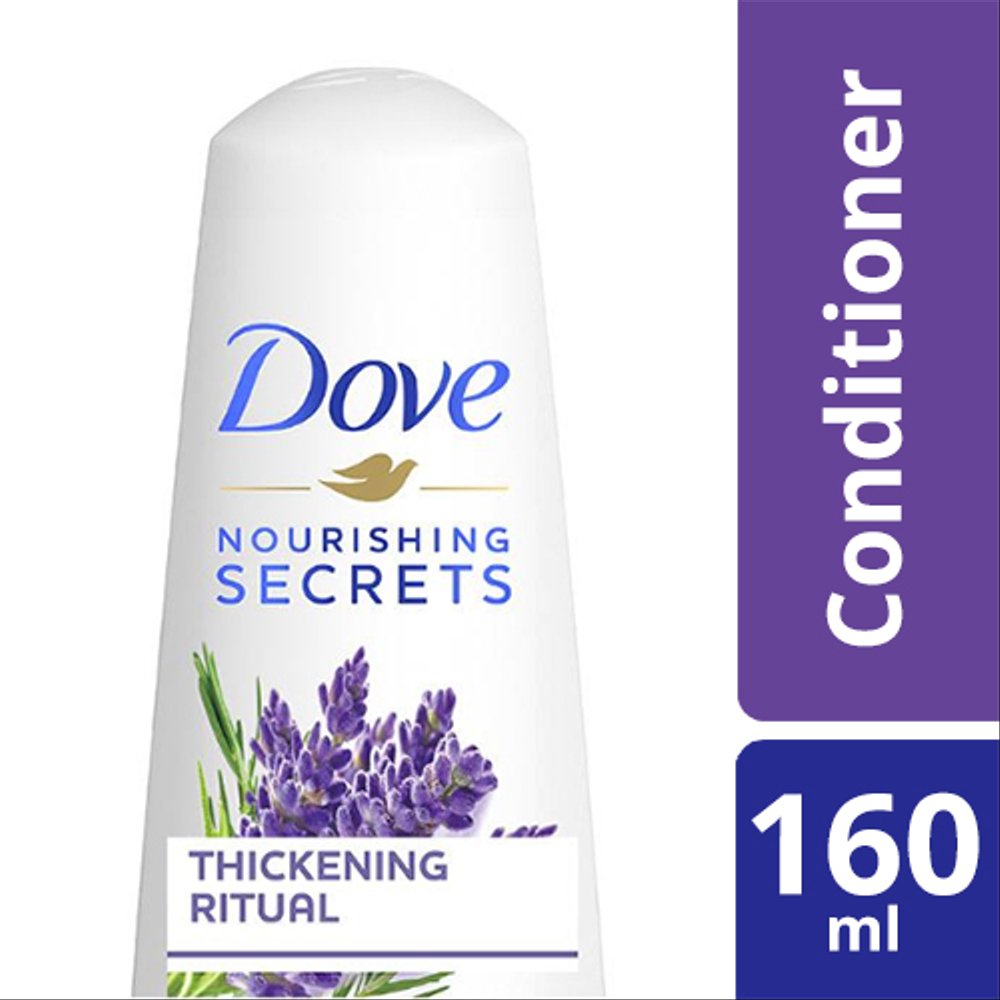 Dove
NOURISHING
SECRETS
THICKENING
RITUAL
Conditioner
160
ml